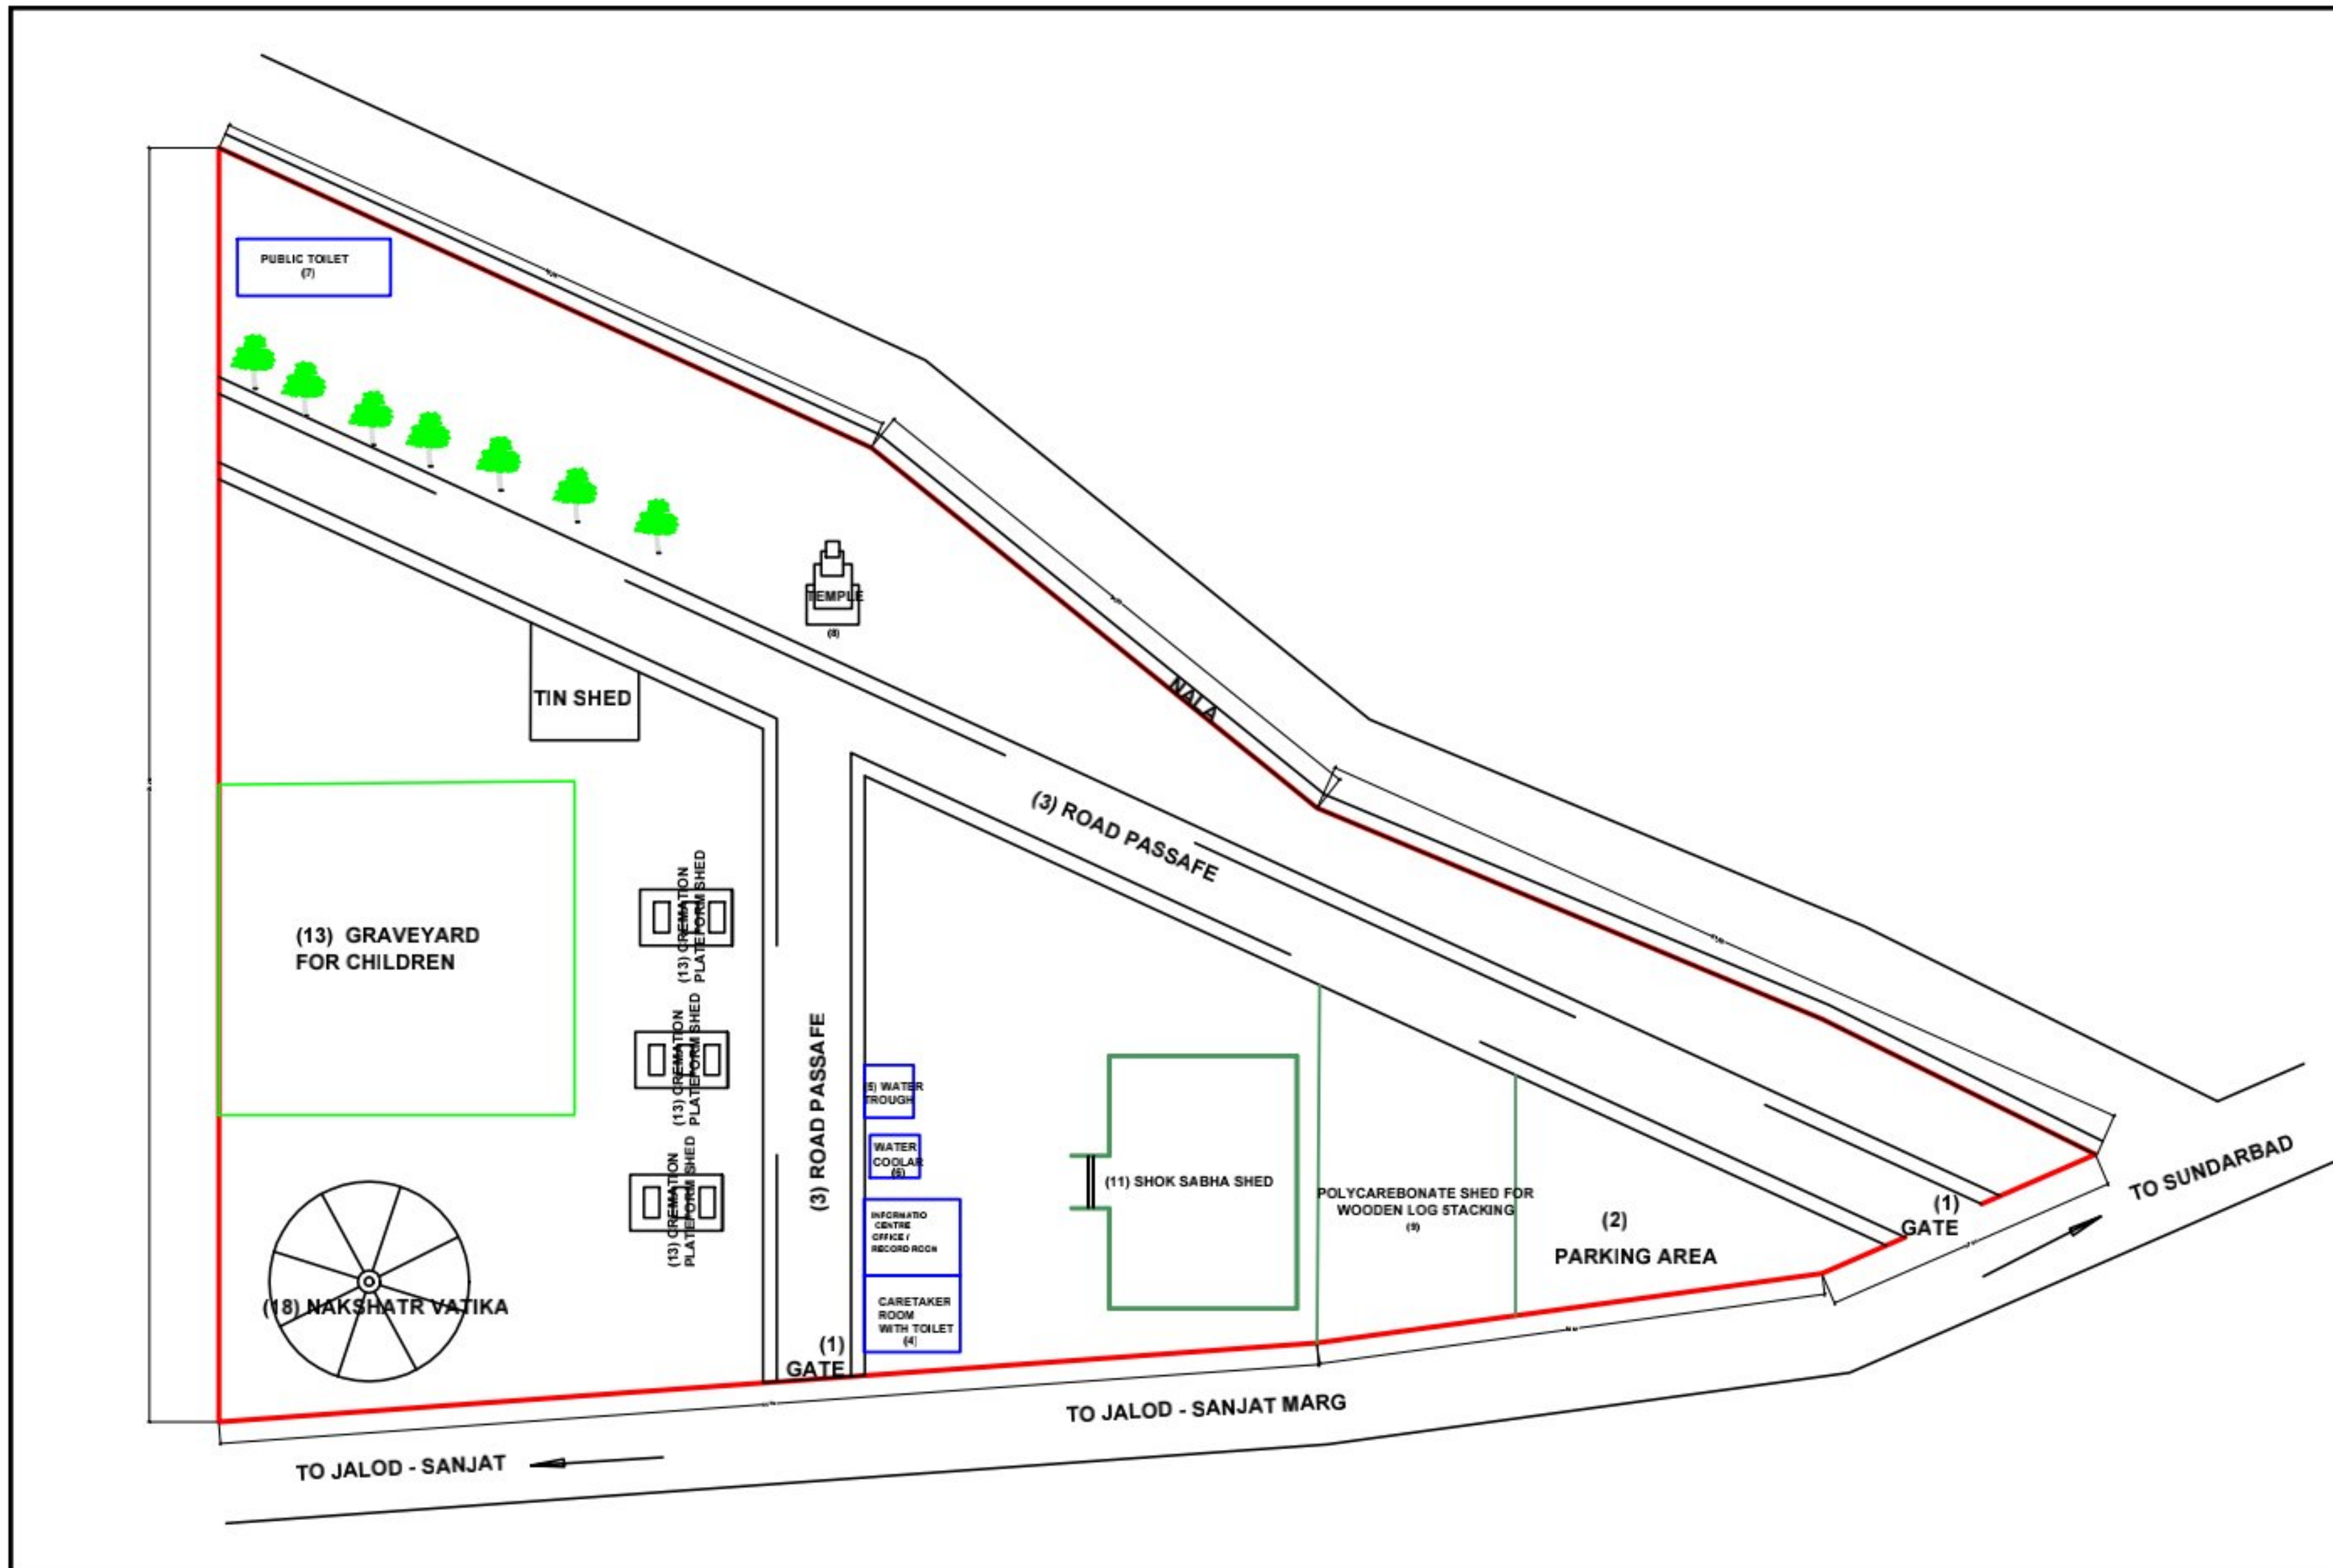 PUBLIC TOILET
(7)
TEMPLE
(8)
TIN SHED
NALA
(3) ROAD PASSAFE
(13) GRAVEYARD
FOR CHILDREN
(13) CREMATION
PLATEFORM SHED
(13) CREMATION
PLATEFORM SHED
(13) CREMATION
PLATEFORM SHED
(3) ROAD PASSAFE
(5) WATER
TROUGH
WATER
COOLAR
(6)
INFORMATIO
CENTRE
OFFICE /
RECORD ROOM
CARETAKER
ROOM
WITH TOILET
(4)
(11) SHOK SABHA SHED
POLYCAREBONATE SHED FOR
WOODEN LOG STACKING
(9)
(2)
PARKING AREA
(1)
GATE
TO SUNDARBAD
(18) NAKSHATR VATIKA
(1)
GATE
TO JALOD - SANJAT MARG
TO JALOD - SANJAT